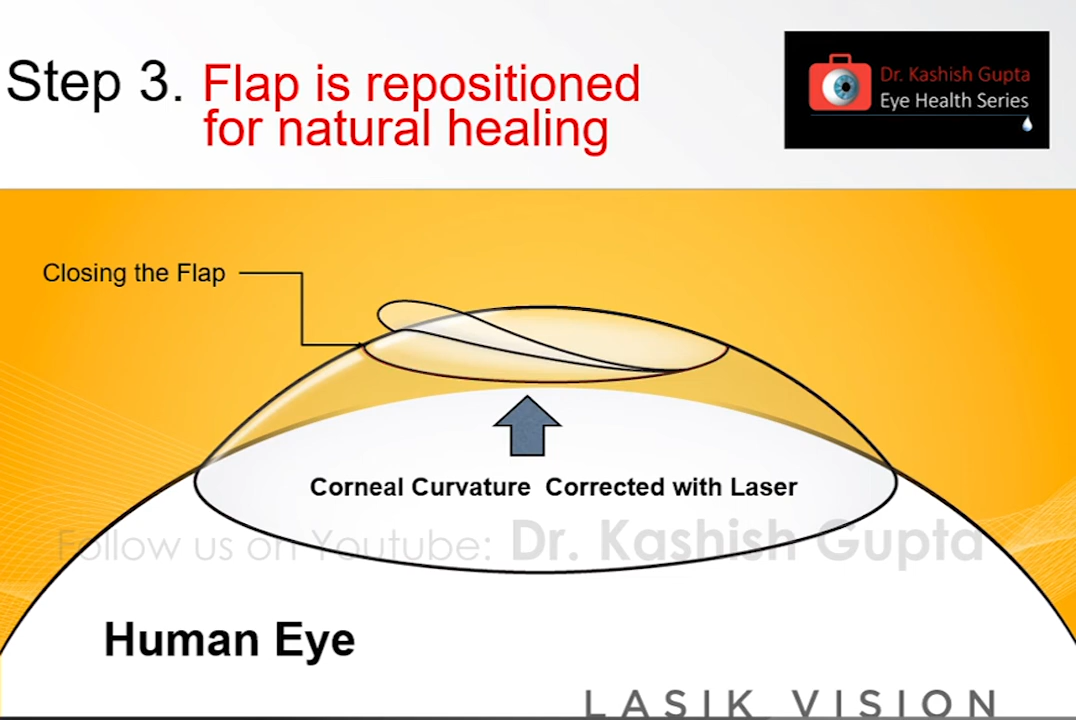 Step 3. Flap is repositioned
for natural healing
Dr. Kashish Gupta
Eye Health Series
Closing the Flap
Corneal Curvature Corrected with Laser
Follow us on Youtube: Dr. Kashish Gupta
Human Eye
LASIK VISION